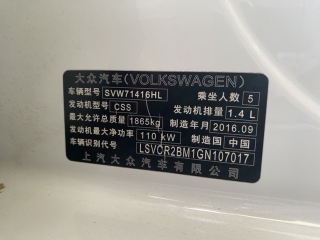 大众汽车(VOLKSWAGEN)
车辆型号 SVW71416HL 乘坐人数 5
发动机型号 CSS 发动机排量 1.4 L
最大允许总质量 1865kg 制造年月 2016.09
发动机最大净功率 110 kW 制造国 中国
车辆识别代号 LSVCR2BM1GN107017
上汽大众汽车有限公司